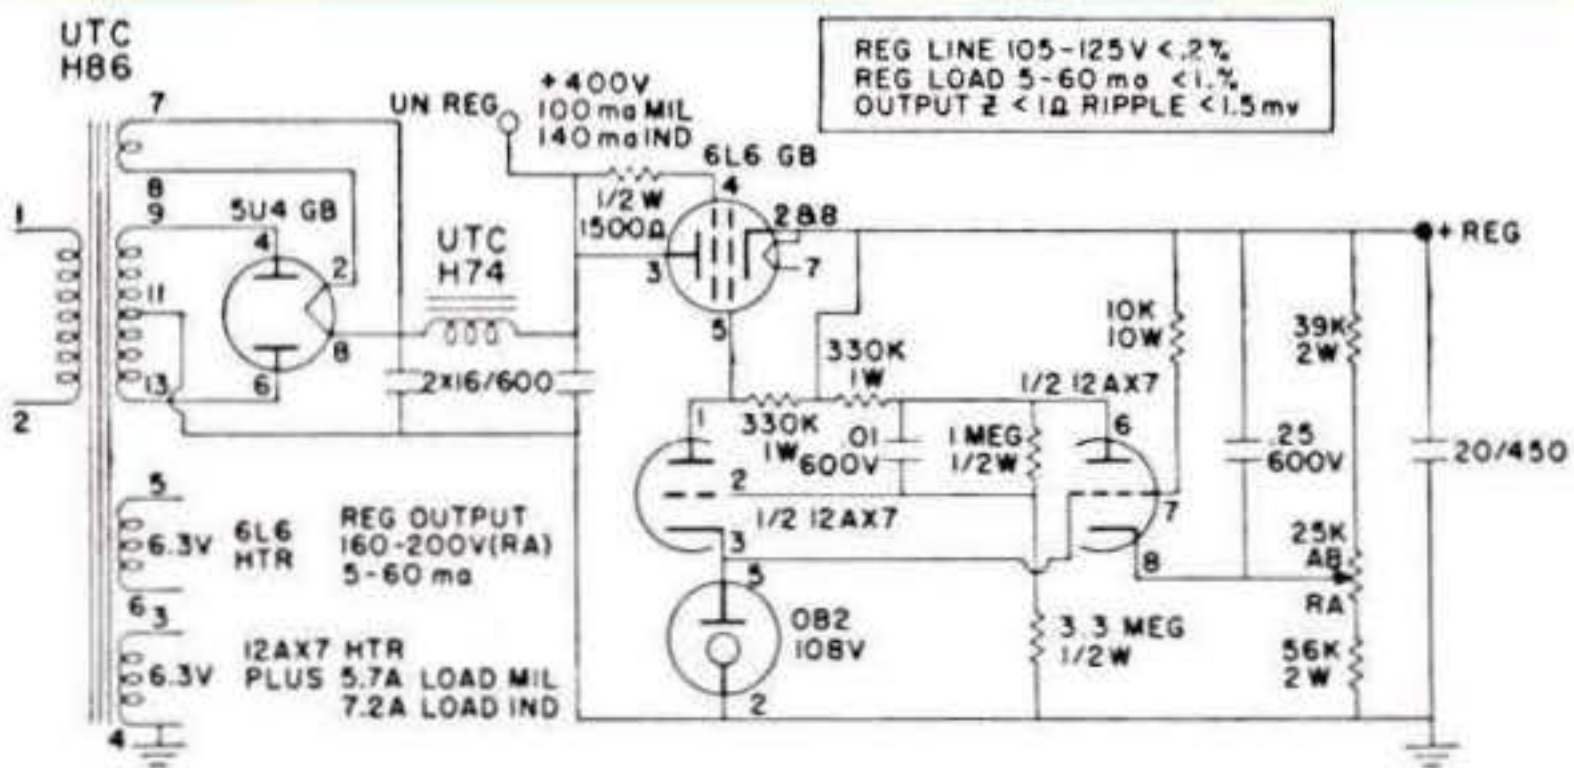 UTC
H86
REG LINE 105-125V <.2%
REG LOAD 5-60 ma <1.%
OUTPUT Z <1Ω RIPPLE <1.5mv
UN REG
+400V
100 ma MIL
140 ma IND
7
8
9
11
13
1
2
5U4 GB
4
2
8
6
UTC
H74
1/2 W
1500Ω
6L6 GB
4
2&8
3
7
5
+ REG
2X16/600
330K
1W
330K
1W
10K
10W
39K
2W
1/2 12AX7
1
2
3
.01
600V
1 MEG
1/2W
1/2 12AX7
6
7
8
.25
600V
20/450
25K
AB
RA
5
6.3V
6
6L6
HTR
REG OUTPUT
160-200V(RA)
5-60 ma
3
6.3V
4
12AX7 HTR
PLUS 5.7A LOAD MIL
7.2A LOAD IND
5
OB2
108V
2
3.3 MEG
1/2W
56K
2W